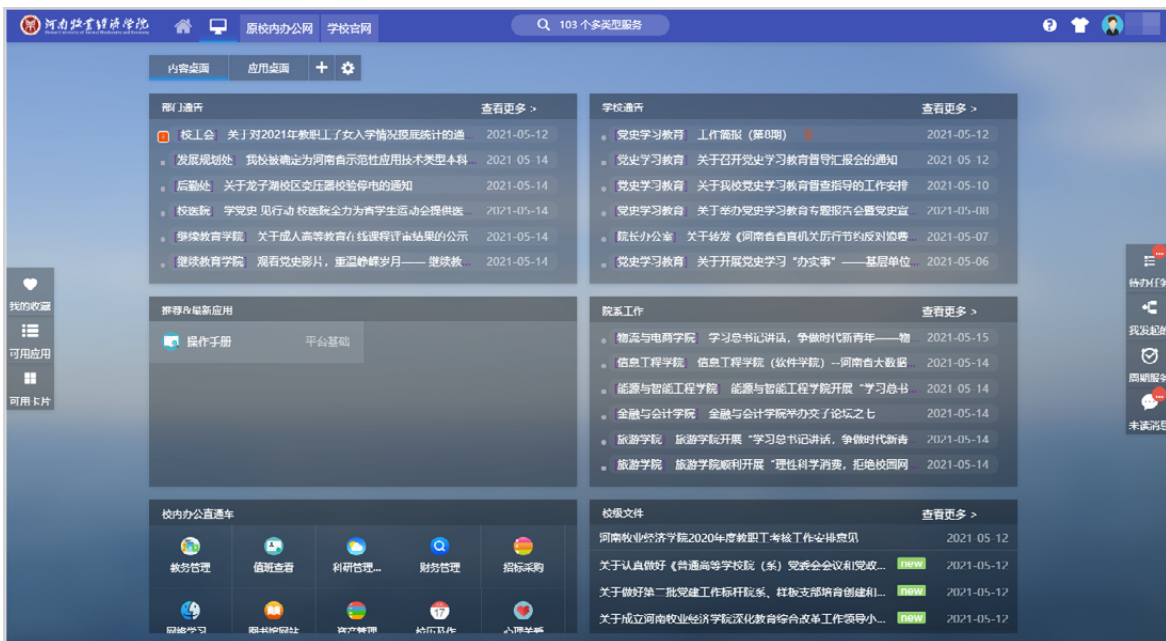 河南牧业经济学院
原校内办公网
学校官网
103 个多类型服务
内容桌面
应用桌面
部门通告
查看更多 >
[校工会] 关于对2021年教职工子女入学情况摸底统计的通
2021-05-12
[发展规划处] 我校被确定为河南省示范性应用技术类型本科...
2021-05-14
[后勤处] 关于龙子湖校区变压器校验停电的通知
2021-05-14
[校医院] 学党史 见行动 校医院全力为省学生运动会提供医...
2021-05-14
[继续教育学院] 关于成人高等教育在线课程评审结果的公示
2021-05-14
[继续教育学院] 观看党史影片，重温峥嵘岁月—— 继续教...
2021-05-14
学校通告
查看更多 >
[党史学习教育] 工作简报（第8期）
2021-05-12
[党史学习教育] 关于召开党史学习教育督导汇报会的通知
2021-05-12
[党史学习教育] 关于我校党史学习教育督查指导的工作安排
2021-05-10
[党史学习教育] 关于举办党史学习教育专题报告会暨党史宣...
2021-05-08
[院长办公室] 关于转发《河南省省直机关厉行节约反对浪费...
2021-05-07
[党史学习教育] 关于开展党史学习“办实事”——基层单位...
2021-05-06
我的收藏
可用应用
可用卡片
待办任务
我发起的
周期服务
未读消息
推荐&最新应用
操作手册
平台基础
院系工作
查看更多 >
[物流与电商学院] 学习总书记讲话，争做时代新青年——物...
2021-05-15
[信息工程学院] 信息工程学院（软件学院）--河南省大数据...
2021-05-14
[能源与智能工程学院] 能源与智能工程学院开展“学习总书...
2021-05-14
[金融与会计学院] 金融与会计学院举办交子论坛之七
2021-05-14
[旅游学院] 旅游学院开展“学习总书记讲话，争做时代新青...
2021-05-14
[旅游学院] 旅游学院顺利开展“理性科学消费，拒绝校园网...
2021-05-14
校内办公直通车
教务管理
值班查看
科研管理...
财务管理
招标采购
网络学习
图书馆网站
资产管理
17
校历及作
心理关爱
校级文件
查看更多 >
河南牧业经济学院2020年度教职工考核工作安排意见
2021-05-12
关于认真做好《普通高等学校院（系）党委会会议和党政...
new
2021-05-12
关于做好第二批党建工作标杆院系、样板支部培育创建和...
new
2021-05-12
关于成立河南牧业经济学院深化教育综合改革工作领导小...
new
2021-05-12